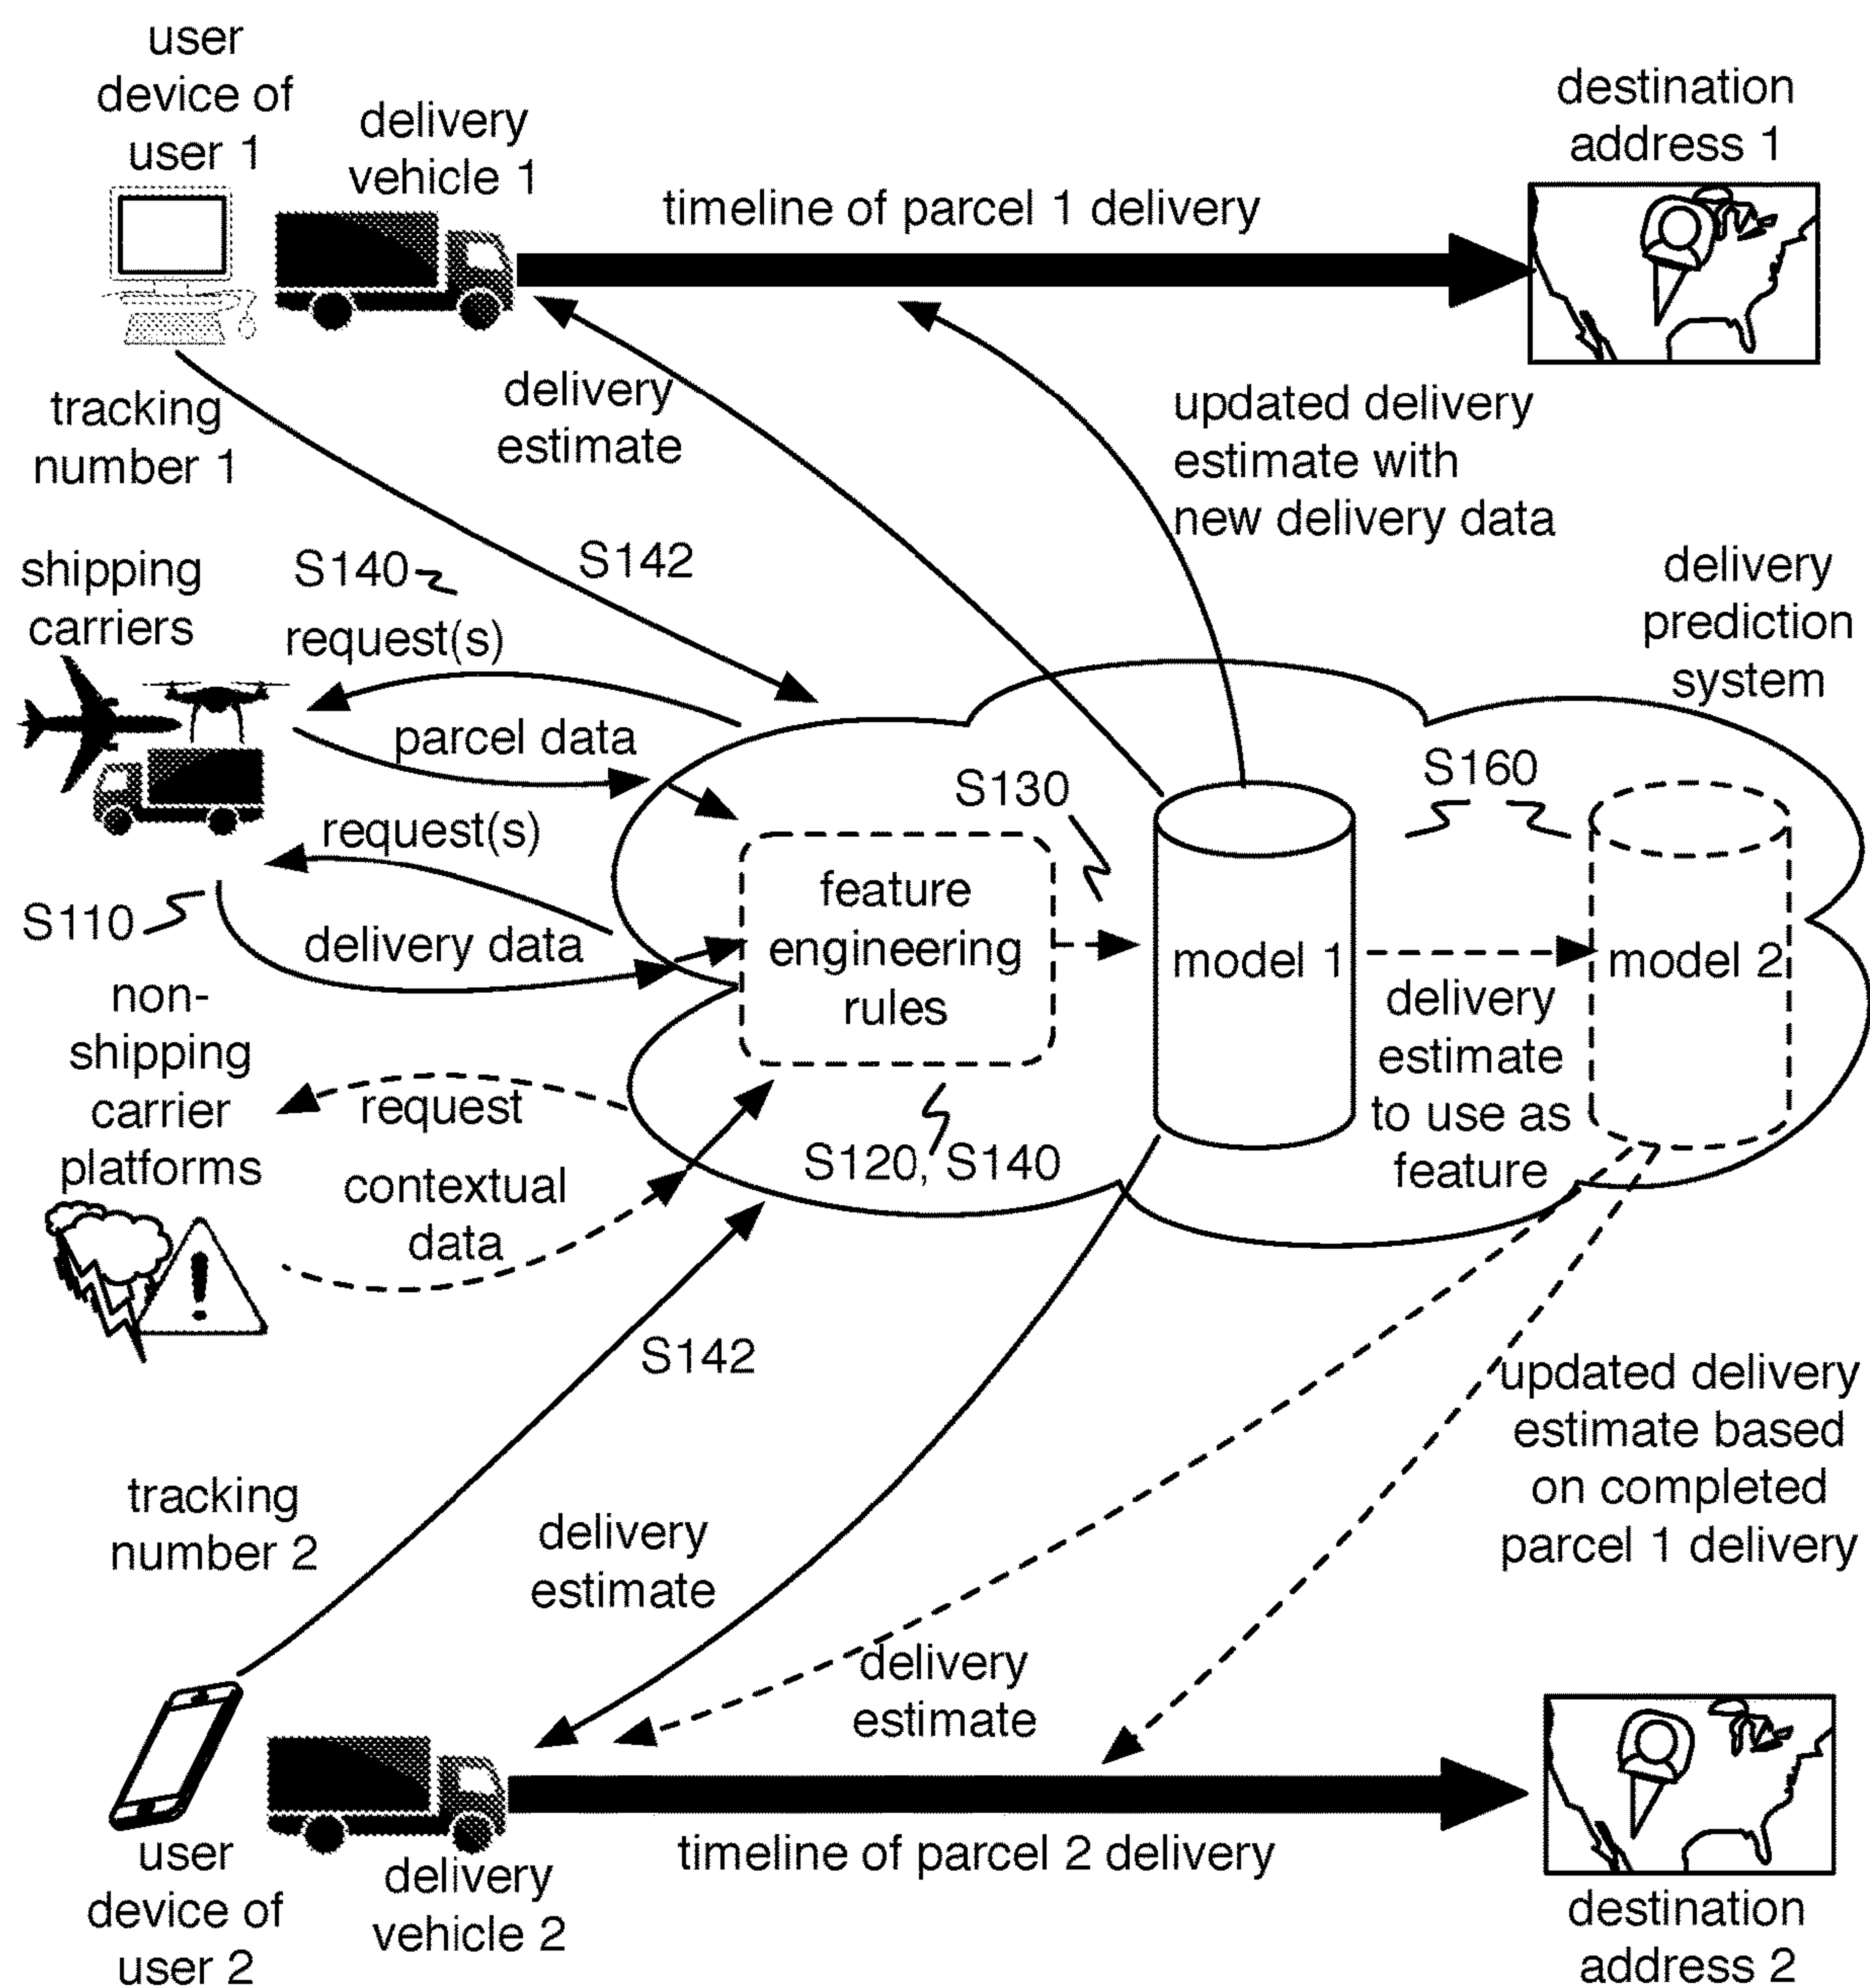 user
device of
user 1
delivery
vehicle 1
timeline of parcel 1 delivery
destination
address 1
tracking
number 1
delivery
estimate
updated delivery
estimate with
new delivery data
S142
S140
shipping
carriers
request(s)
parcel data
request(s)
S110
delivery data
delivery
prediction
system
S130
S160
feature
engineering
rules
model 1
model 2
delivery
estimate
to use as
feature
S120, S140
non-
shipping
carrier
platforms
request
contextual
data
!
S142
tracking
number 2
delivery
estimate
delivery
estimate
updated delivery
estimate based
on completed
parcel 1 delivery
user
device of
user 2
delivery
vehicle 2
timeline of parcel 2 delivery
destination
address 2